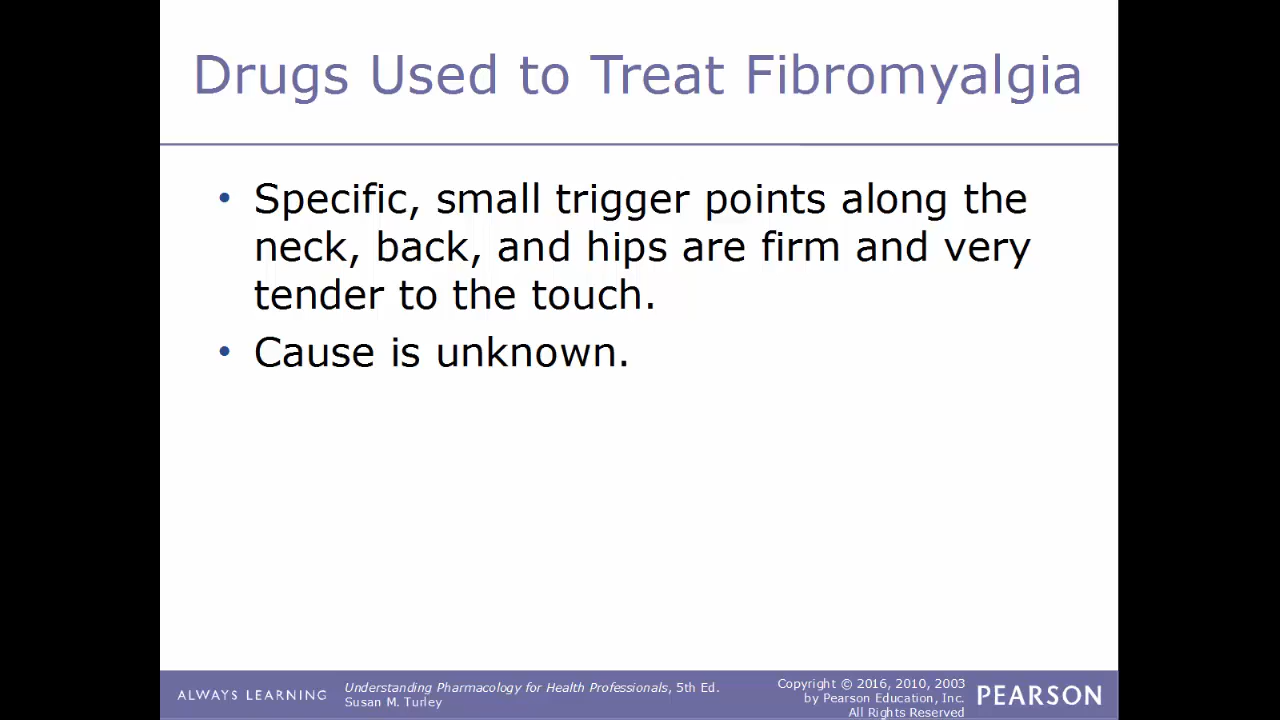 Drugs Used to Treat Fibromyalgia
• Specific, small trigger points along the
neck, back, and hips are firm and very
tender to the touch.
• Cause is unknown.
ALWAYS LEARNING
Understanding Pharmacology for Health Professionals, 5th Ed.
Susan M. Turley
Copyright © 2016, 2010, 2003
by Pearson Education, Inc.
All Rights Reserved
PEARSON